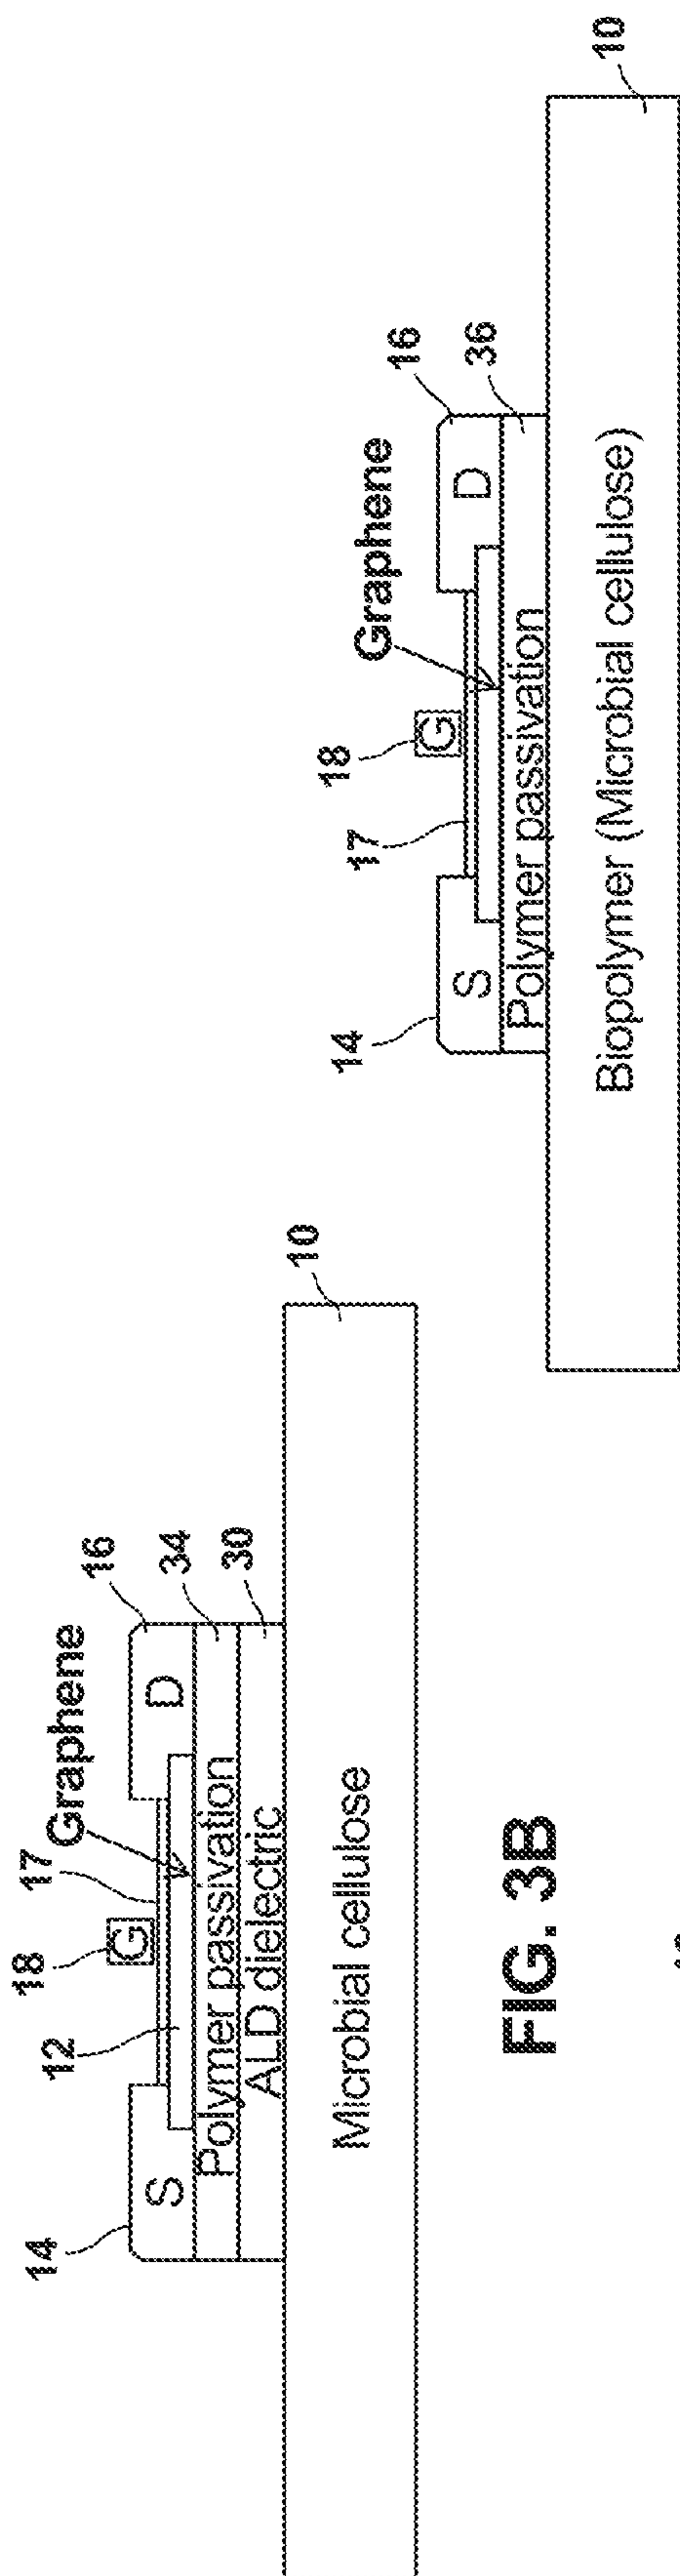 14 12 18 17 Graphene 16
G
S D 34
Polymer passivation 30
ALD dielectric
10
Microbial cellulose
FIG. 3B
14 17 18 Graphene 16
G
S D 36
Polymer passivation
10
Biopolymer (Microbial cellulose)